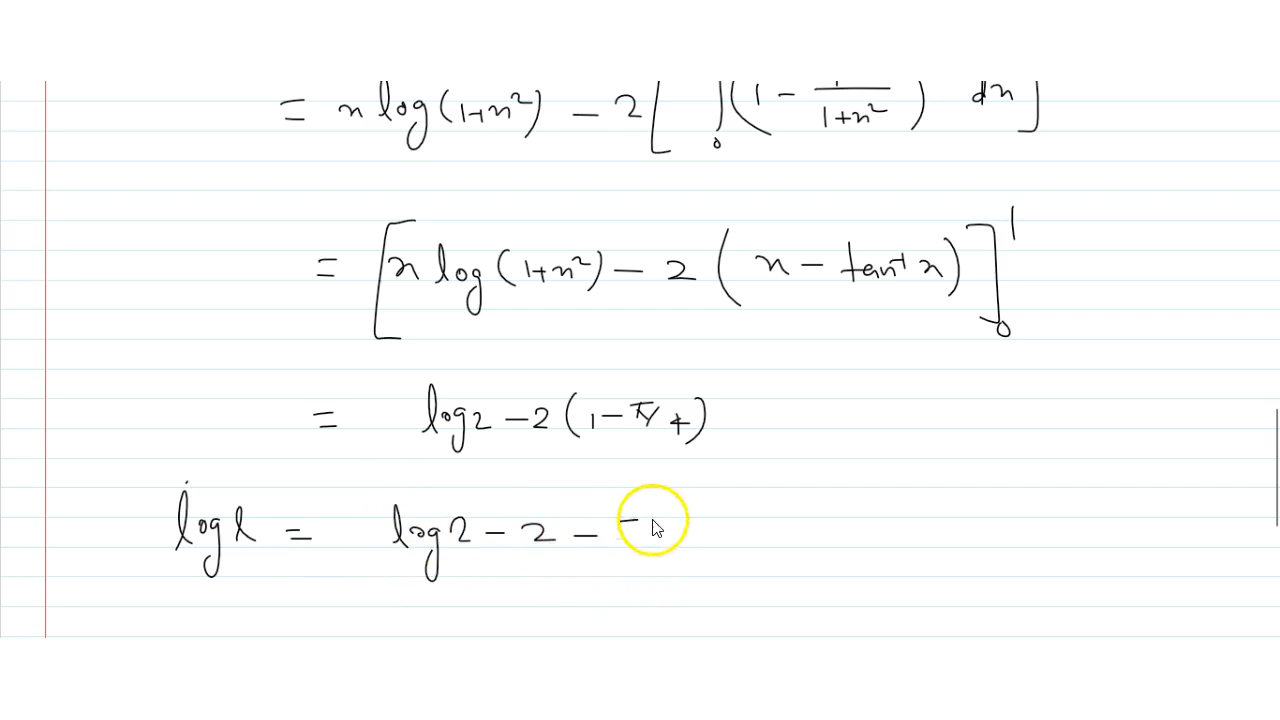 = x log(1+x²) − 2[ ∫₀(1 − 1/(1+x²)) dx]
= [x log(1+x²) − 2(x − tan⁻¹x)]₀¹
= log2 − 2(1 − π/4)
log l = log2 − 2 −